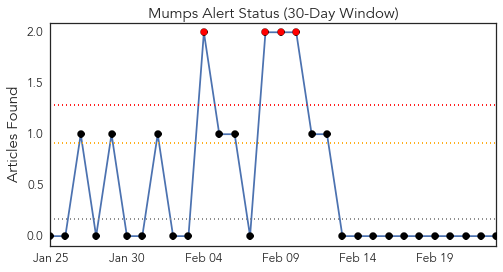 Mumps Alert Status (30-Day Window)
Articles Found
2.0
1.5
1.0
0.5
0.0
Jan 25 Jan 30 Feb 04 Feb 09 Feb 14 Feb 19